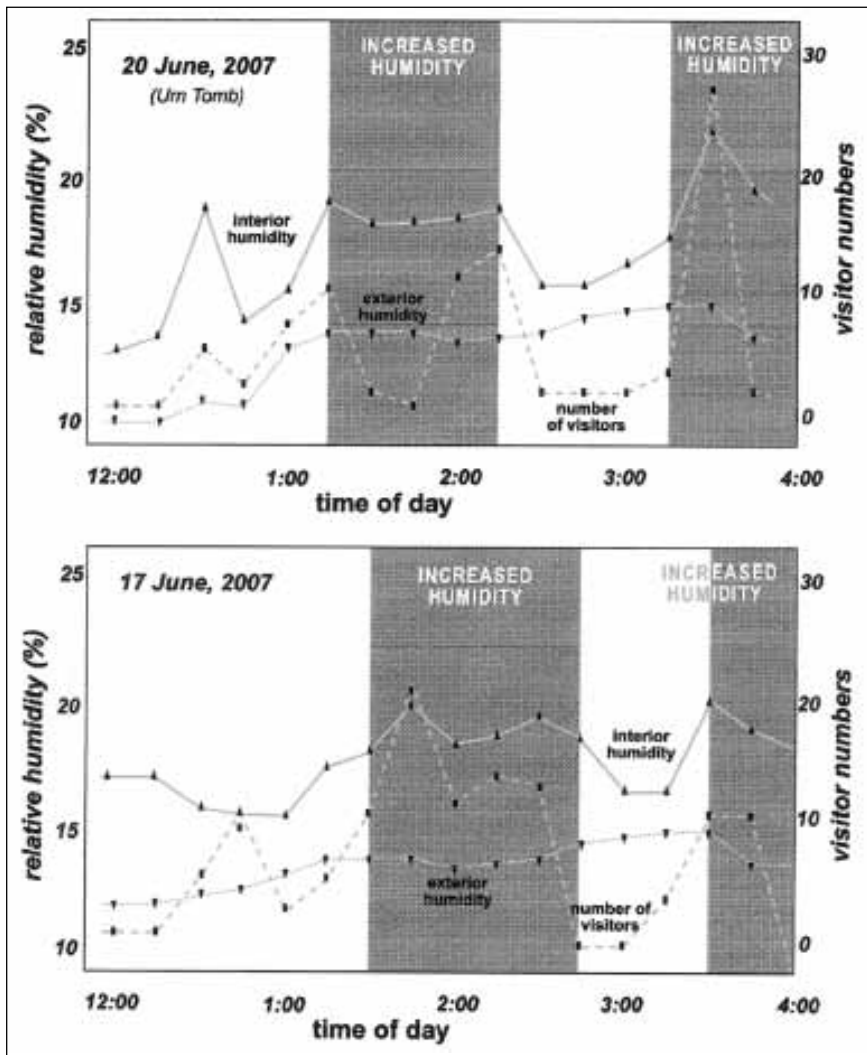 25
20 June, 2007
(Urn Tomb)
INCREASED
HUMIDITY
INCREASED
HUMIDITY
30
relative humidity (%)
20
15
10
interior
humidity
exterior
humidity
number
of visitors
20
10
0
visitor numbers
12:00
1:00
2:00
3:00
4:00
time of day
25
17 June, 2007
INCREASED
HUMIDITY
INCREASED
HUMIDITY
30
relative humidity (%)
20
15
10
interior
humidity
exterior
humidity
number of
visitors
20
10
0
visitor numbers
12:00
1:00
2:00
3:00
4:00
time of day